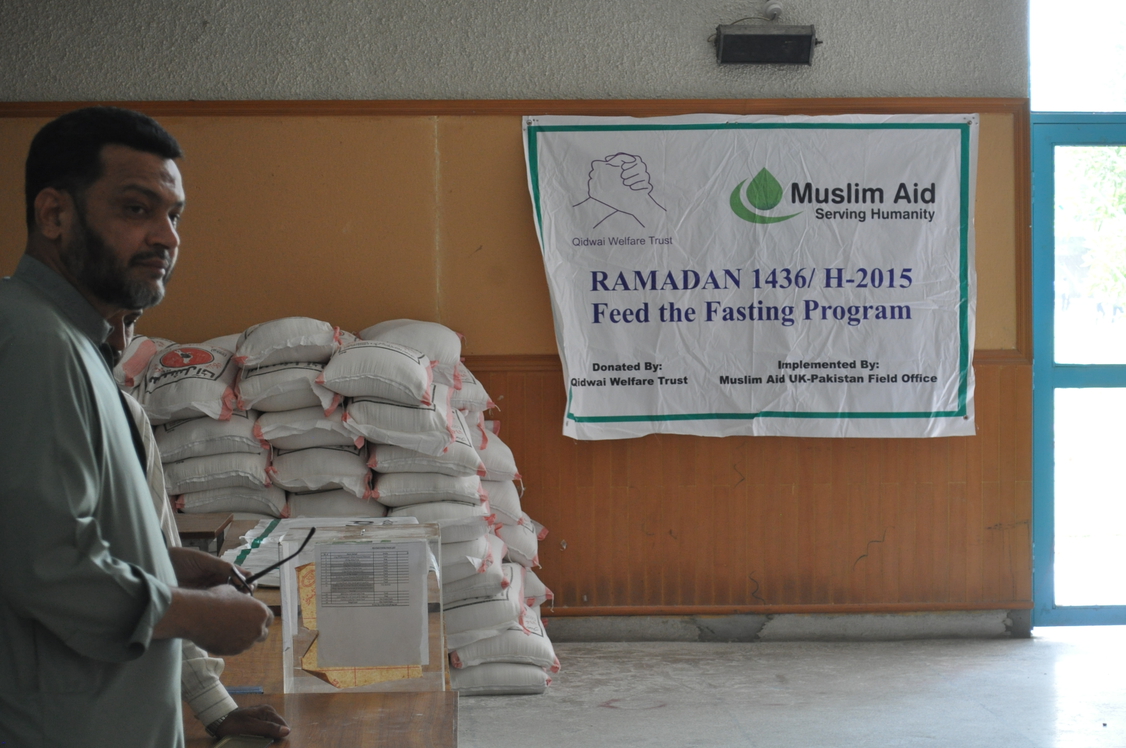 Qidwai Welfare Trust
Muslim Aid
Serving Humanity
RAMADAN 1436/ H-2015
Feed the Fasting Program
Donated By:
Qidwai Welfare Trust
Implemented By:
Muslim Aid UK-Pakistan Field Office